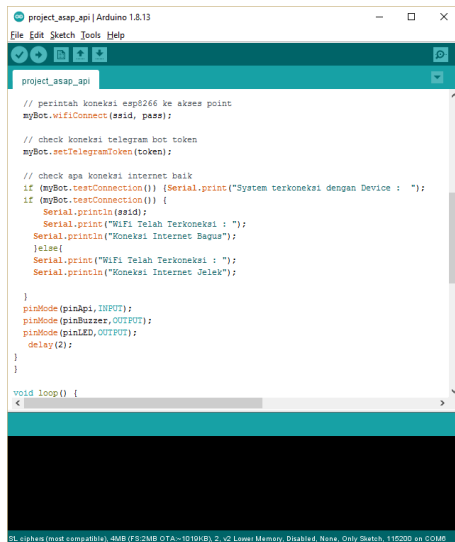 project_asap_api | Arduino 1.8.13
File Edit Sketch Tools Help
project_asap_api
// perintah koneksi esp8266 ke akses point
myBot.wifiConnect(ssid, pass);
// check koneksi telegram bot token
myBot.setTelegramToken(token);
// check apa koneksi internet baik
if (myBot.testConnection()) {Serial.print("System terkoneksi dengan Device :  ");
if (myBot.testConnection()) {
Serial.println(ssid);
Serial.print("WiFi Telah Terkoneksi : ");
Serial.println("Koneksi Internet Bagus");
}else{
Serial.print("WiFi Telah Terkoneksi : ");
Serial.println("Koneksi Internet Jelek");
}
pinMode(pinApi,INPUT);
pinMode(pinBuzzer,OUTPUT);
pinMode(pinLED,OUTPUT);
delay(2);
}
}
void loop() {
SL ciphers (most compatible), 4MB (FS:2MB OTA:~1019KB), 2, v2 Lower Memory, Disabled, None, Only Sketch, 115200 on COM6